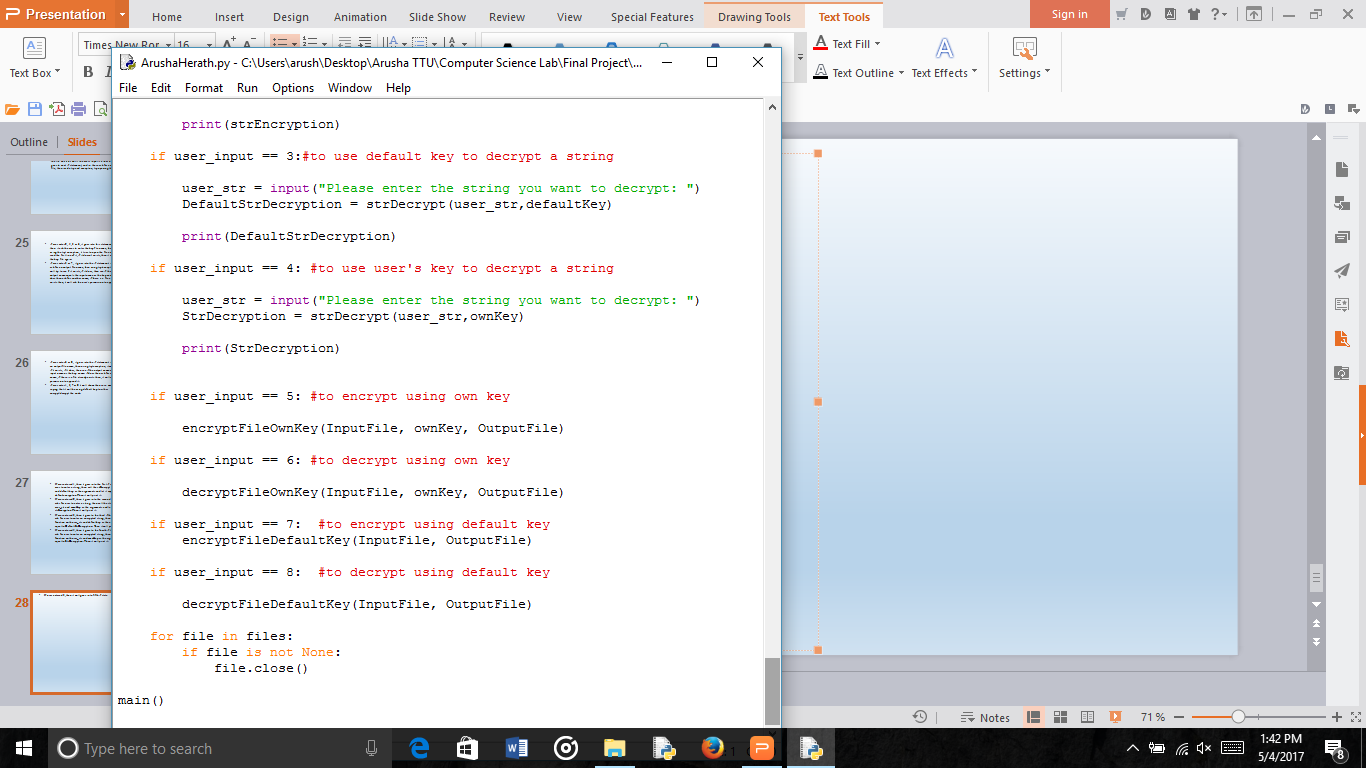 Presentation
Home Insert Design Animation Slide Show Review View Special Features Drawing Tools Text Tools
Sign in
Text Box
Times New Ror 16
B I
Text Fill
Text Outline
Text Effects
Settings
Outline Slides
25
26
27
28
ArushaHerath.py - C:\Users\arush\Desktop\Arusha TTU\Computer Science Lab\Final Project\...
File Edit Format Run Options Window Help
print(strEncryption)
if user_input == 3:#to use default key to decrypt a string
user_str = input("Please enter the string you want to decrypt: ")
DefaultStrDecryption = strDecrypt(user_str,defaultKey)
print(DefaultStrDecryption)
if user_input == 4: #to use user's key to decrypt a string
user_str = input("Please enter the string you want to decrypt: ")
StrDecryption = strDecrypt(user_str,ownKey)
print(StrDecryption)
if user_input == 5: #to encrypt using own key
encryptFileOwnKey(InputFile, ownKey, OutputFile)
if user_input == 6: #to decrypt using own key
decryptFileOwnKey(InputFile, ownKey, OutputFile)
if user_input == 7:  #to encrypt using default key
encryptFileDefaultKey(InputFile, OutputFile)
if user_input == 8:  #to decrypt using default key
decryptFileDefaultKey(InputFile, OutputFile)
for file in files:
if file is not None:
file.close()
main()
Notes
71 %
Type here to search
1:42 PM
5/4/2017
8